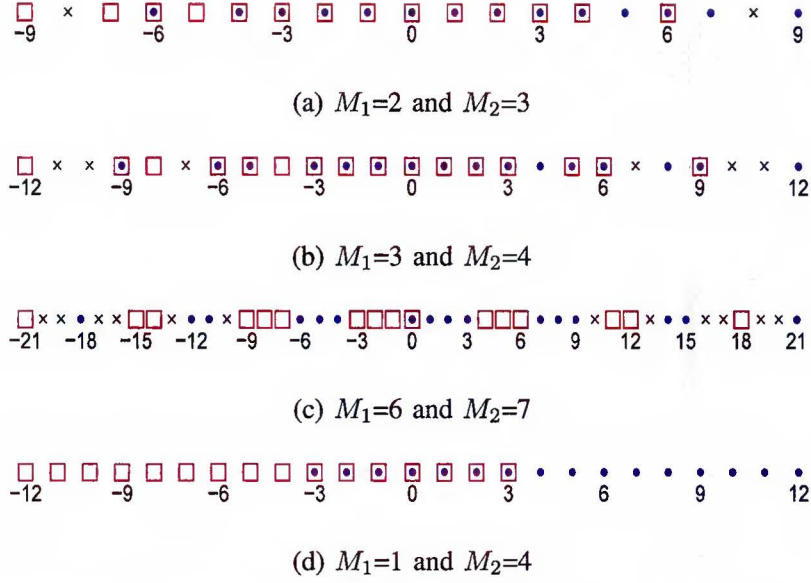 -9 -6 -3 0 3 6 9
(a) M₁=2 and M₂=3
-12 -9 -6 -3 0 3 6 9 12
(b) M₁=3 and M₂=4
-21 -18 -15 -12 -9 -6 -3 0 3 6 9 12 15 18 21
(c) M₁=6 and M₂=7
-12 -9 -6 -3 0 3 6 9 12
(d) M₁=1 and M₂=4